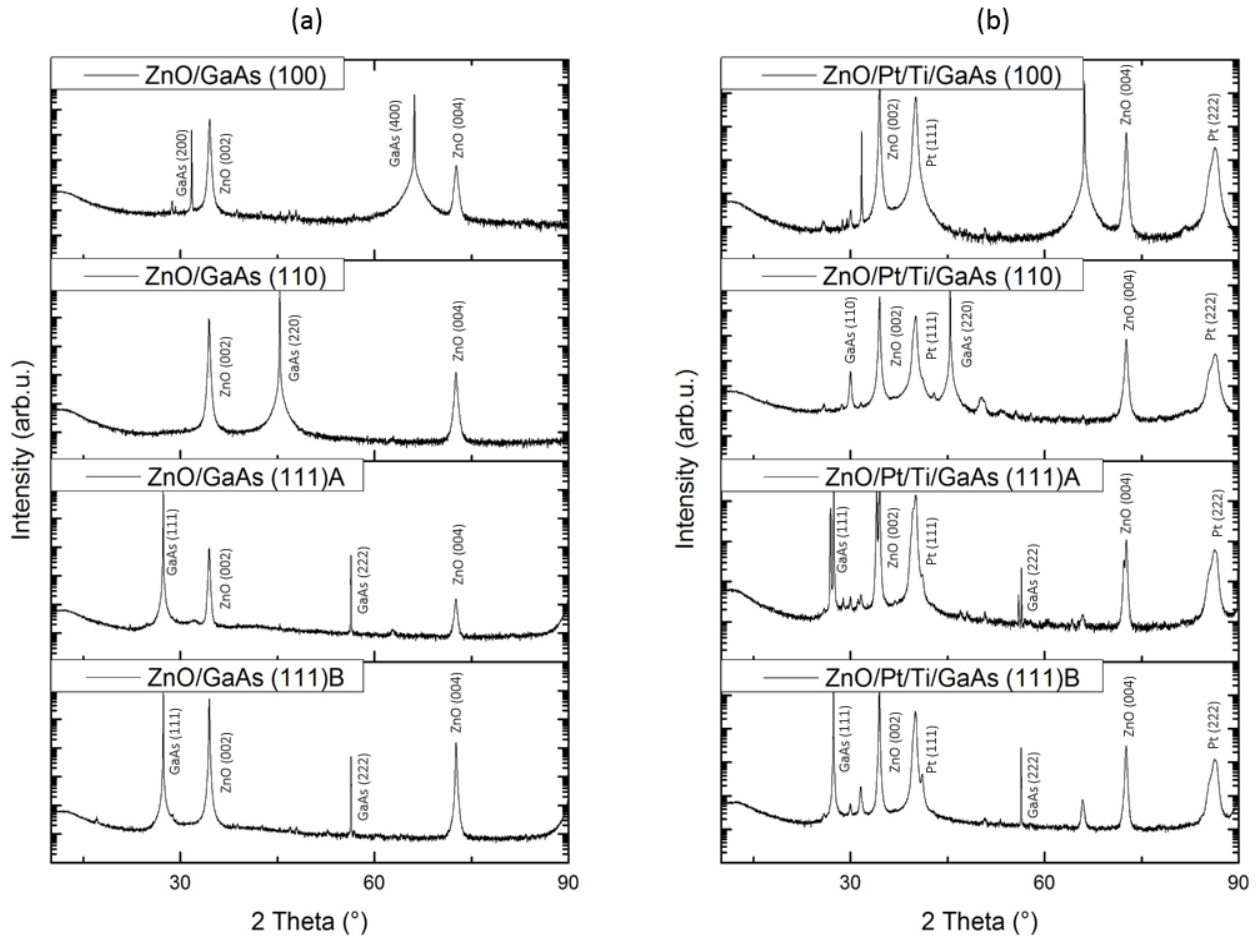 (a)
ZnO/GaAs (100)
GaAs (200)
ZnO (002)
GaAs (400)
ZnO (004)
ZnO/GaAs (110)
ZnO (002)
GaAs (220)
ZnO (004)
ZnO/GaAs (111)A
GaAs (111)
ZnO (002)
GaAs (222)
ZnO (004)
ZnO/GaAs (111)B
GaAs (111)
ZnO (002)
GaAs (222)
ZnO (004)
Intensity (arb.u.)
30
60
90
2 Theta (°)
(b)
ZnO/Pt/Ti/GaAs (100)
ZnO (002)
Pt (111)
ZnO (004)
Pt (222)
ZnO/Pt/Ti/GaAs (110)
GaAs (110)
ZnO (002)
Pt (111)
GaAs (220)
ZnO (004)
Pt (222)
ZnO/Pt/Ti/GaAs (111)A
GaAs (111)
ZnO (002)
Pt (111)
GaAs (222)
ZnO (004)
Pt (222)
ZnO/Pt/Ti/GaAs (111)B
GaAs (111)
ZnO (002)
Pt (111)
GaAs (222)
ZnO (004)
Pt (222)
Intensity (arb.u.)
30
60
90
2 Theta (°)